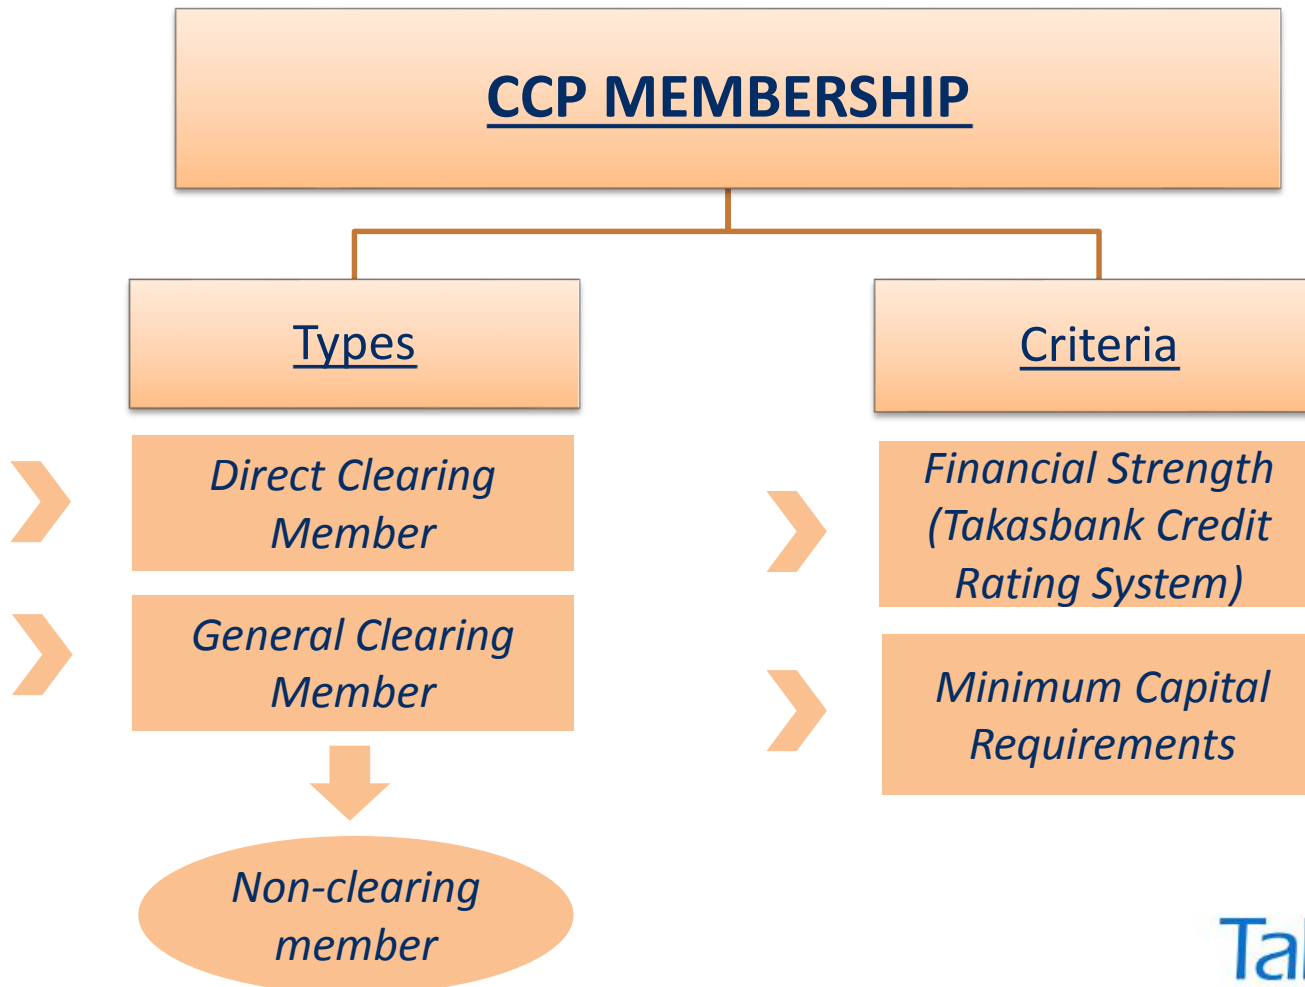 CCP MEMBERSHIP
Types
Direct Clearing
Member
General Clearing
Member
Non-clearing
member
Criteria
Financial Strength
(Takasbank Credit
Rating System)
Minimum Capital
Requirements